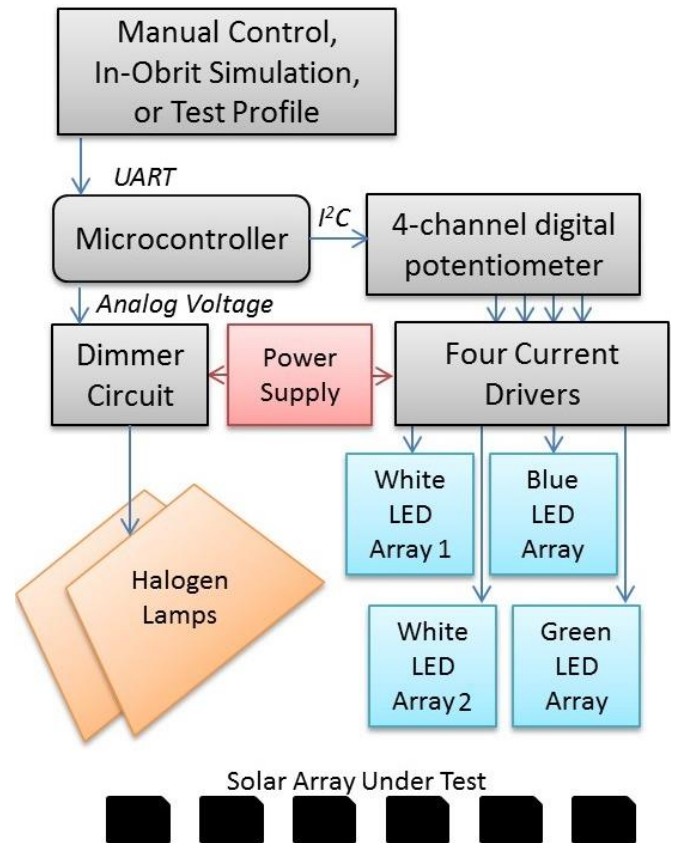 Manual Control,
In-Obrit Simulation,
or Test Profile
UART
Microcontroller
I²C
4-channel digital
potentiometer
Analog Voltage
Dimmer
Circuit
Power
Supply
Four Current
Drivers
White
LED
Array 1
Blue
LED
Array
Halogen
Lamps
White
LED
Array 2
Green
LED
Array
Solar Array Under Test